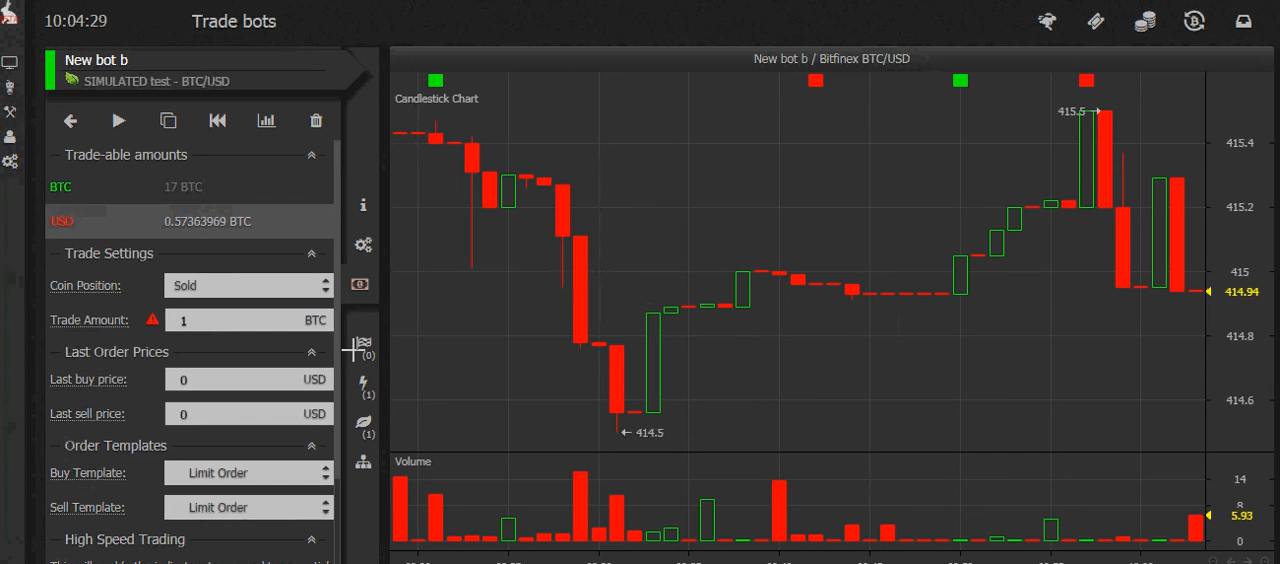 10:04:29
Trade bots
New bot b
SIMULATED test - BTC/USD
Trade-able amounts
BTC 17 BTC
USD 0.57363969 BTC
Trade Settings
Coin Position: Sold
Trade Amount: 1 BTC
Last Order Prices
Last buy price: 0 USD
Last sell price: 0 USD
Order Templates
Buy Template: Limit Order
Sell Template: Limit Order
High Speed Trading
(0)
(1)
(1)
New bot b / Bitfinex BTC/USD
Candlestick Chart
415.5
414.5
415.4
415.2
415
414.94
414.8
414.6
Volume
14
8
5.93
0